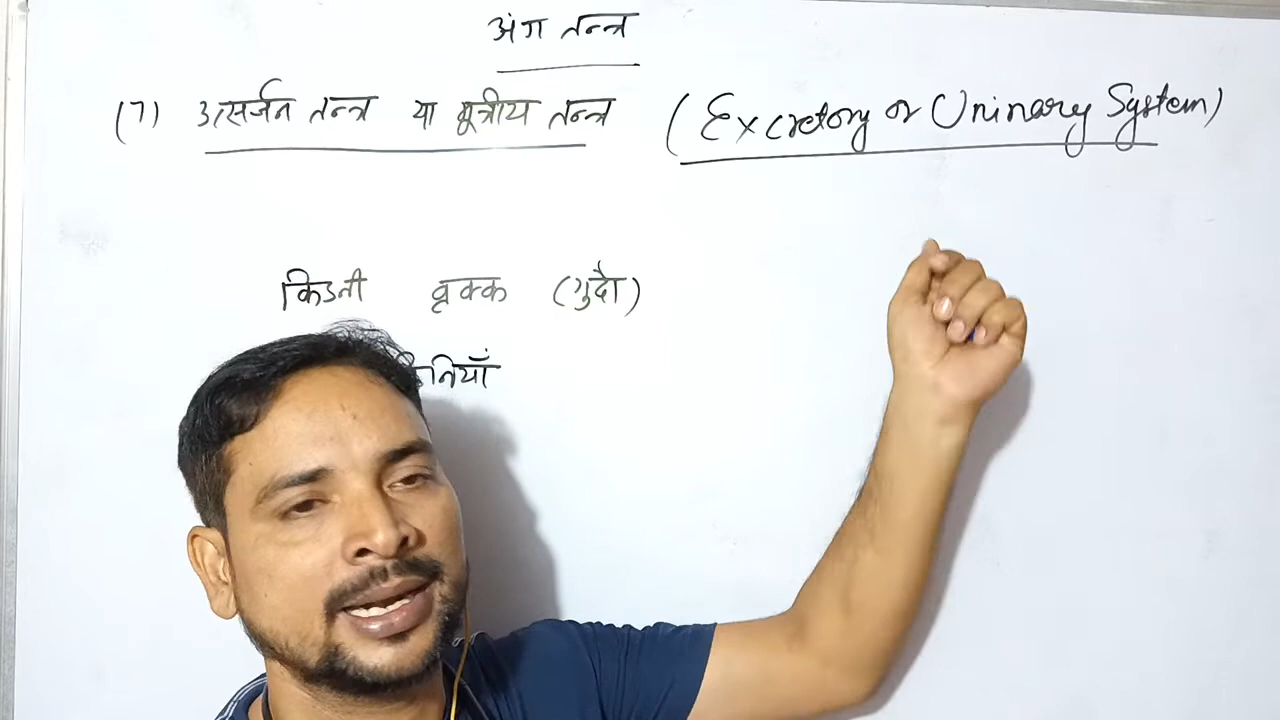 अंग तन्त्र
(7) उत्सर्जन तन्त्र या मूत्रीय तन्त्र (Excretory or Urinary System)
किडनी वृक्क (गुर्दा)